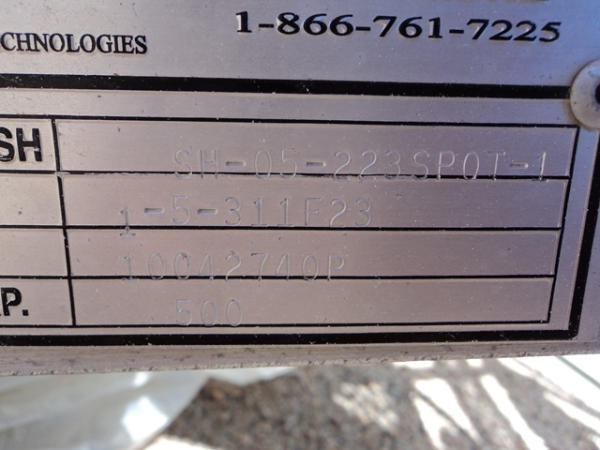 1-866-761-7225
CHNOLOGIES
SH SH-05-223SPOT-1
1-5-311F23
10042740P
P. 500